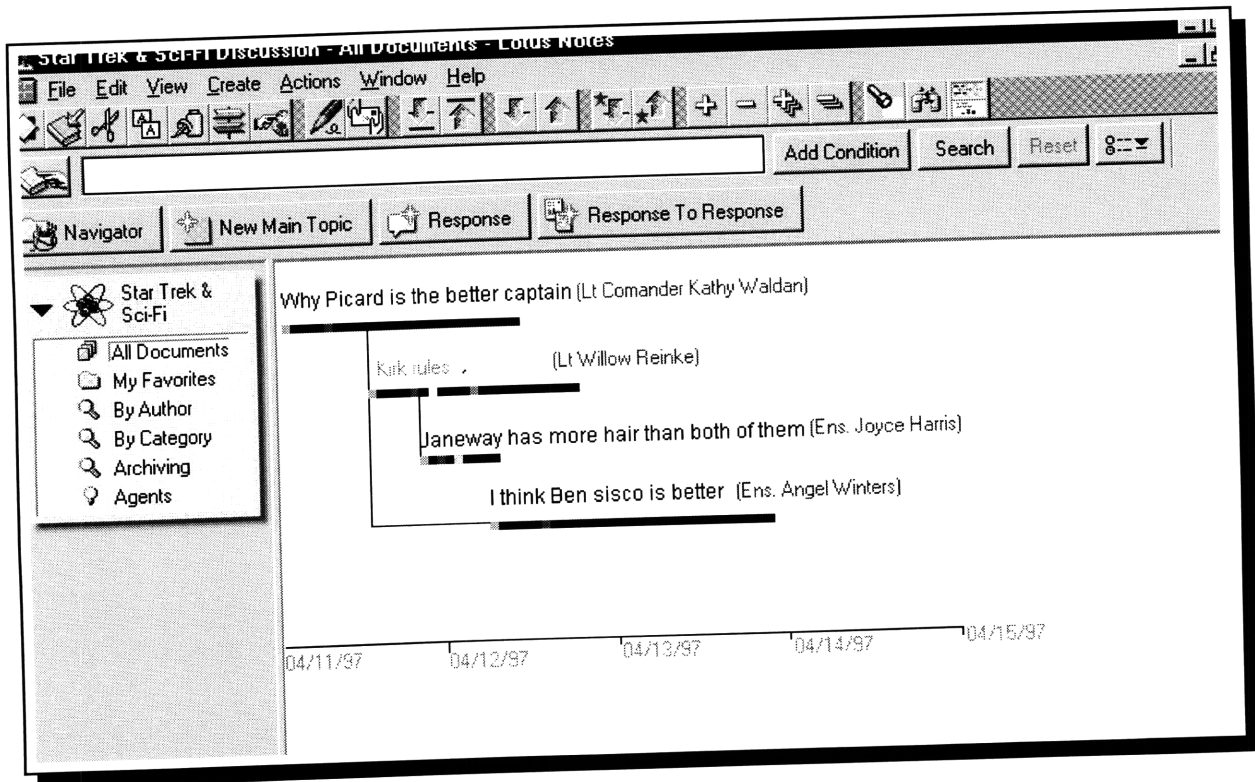 Star Trek & Sci-Fi Discussion - All Documents - Lotus Notes
File Edit View Create Actions Window Help
Add Condition Search Reset
Navigator New Main Topic Response Response To Response
Star Trek &
Sci-Fi
All Documents
My Favorites
By Author
By Category
Archiving
Agents
Why Picard is the better captain (Lt Comander Kathy Waldan)
Kirk rules (Lt Willow Reinke)
Janeway has more hair than both of them (Ens. Joyce Harris)
I think Ben sisco is better (Ens. Angel Winters)
04/11/97 04/12/97 04/13/97 04/14/97 04/15/97